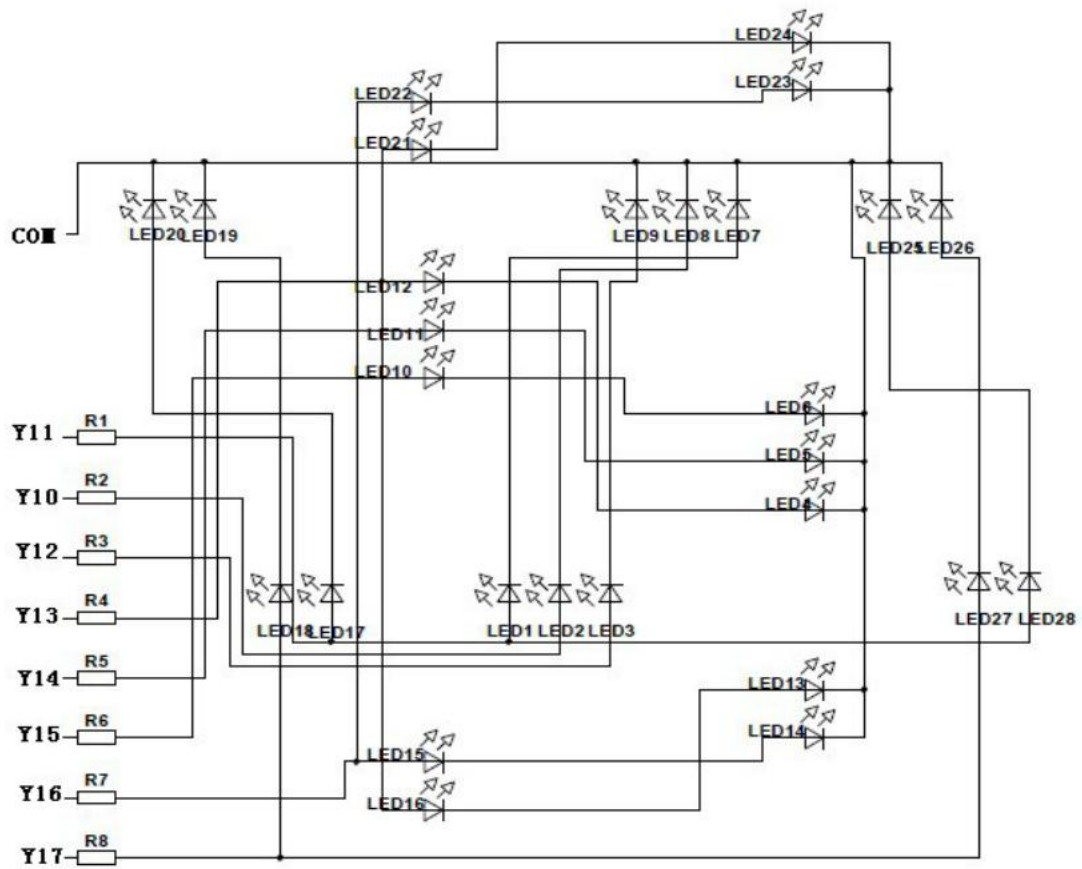 LED24
LED23
LED22
LED21
COM
LED20 LED19
LED9 LED8 LED7
LED25 LED26
LED12
LED11
LED10
LED6
LED5
LED4
Y11 R1
Y10 R2
Y12 R3
Y13 R4
LED18 LED17
LED1 LED2 LED3
LED27 LED28
Y14 R5
LED13
Y15 R6
LED14
LED15
Y16 R7
LED16
Y17 R8